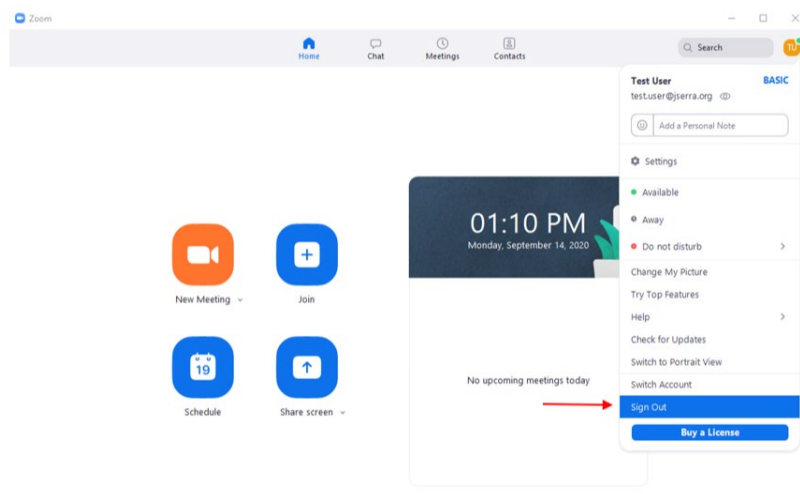 Zoom
Home
Chat
Meetings
Contacts
Search
TU
Test User
BASIC
test.user@jserra.org
Add a Personal Note
Settings
Available
Away
Do not disturb
Change My Picture
Try Top Features
Help
Check for Updates
Switch to Portrait View
Switch Account
Sign Out
Buy a License
01:10 PM
Monday, September 14, 2020
No upcoming meetings today
New Meeting
Join
19
Schedule
Share screen